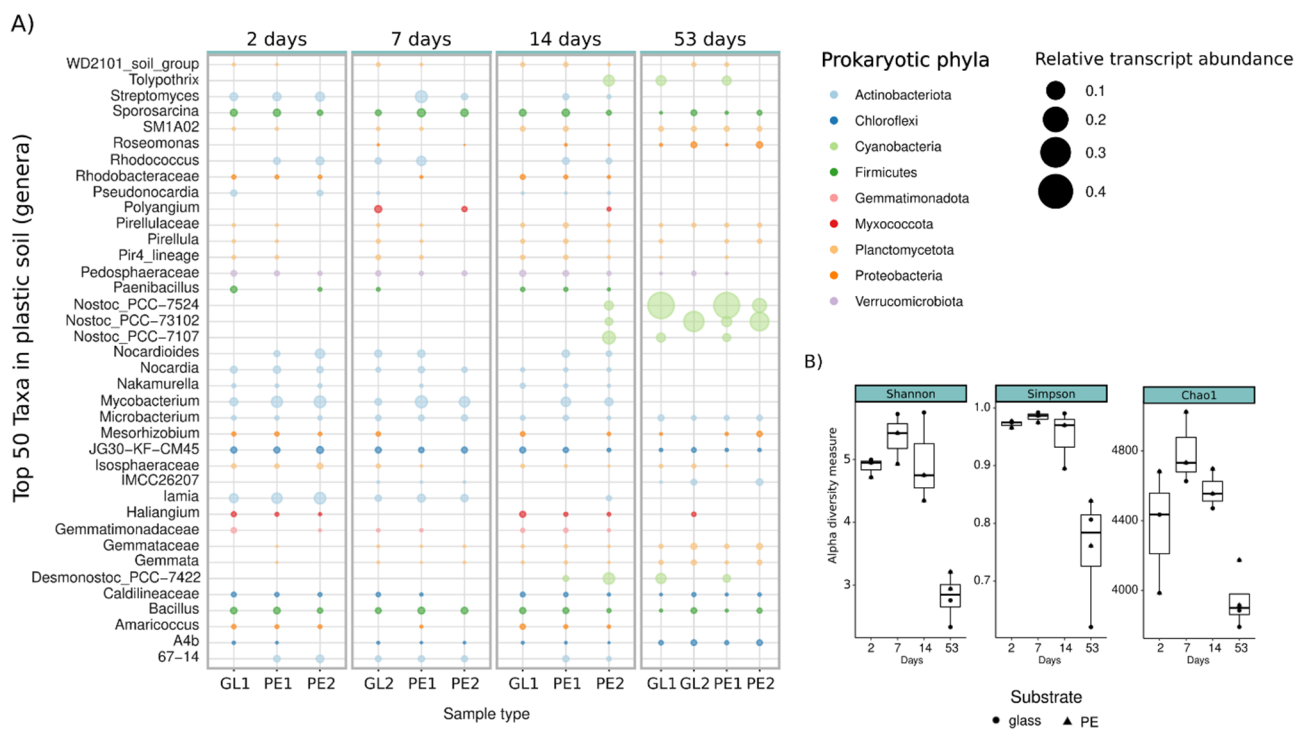 A)
2 days 7 days 14 days 53 days
Top 50 Taxa in plastic soil (genera)
WD2101_soil_group
Tolypothrix
Streptomyces
Sporosarcina
SM1A02
Roseomonas
Rhodococcus
Rhodobacteraceae
Pseudonocardia
Polyangium
Pirellulaceae
Pirellula
Pir4_lineage
Pedosphaeraceae
Paenibacillus
Nostoc_PCC-7524
Nostoc_PCC-73102
Nostoc_PCC-7107
Nocardioides
Nocardia
Nakamurella
Mycobacterium
Microbacterium
Mesorhizobium
JG30-KF-CM45
Isosphaeraceae
IMCC26207
Iamia
Haliangium
Gemmatimonadaceae
Gemmataceae
Gemmata
Desmonostoc_PCC-7422
Caldilineaceae
Bacillus
Amaricoccus
A4b
67-14
GL1 PE1 PE2 GL2 PE1 PE2 GL1 PE1 PE2 GL1 GL2 PE1 PE2
Sample type
Prokaryotic phyla
Actinobacteriota
Chloroflexi
Cyanobacteria
Firmicutes
Gemmatimonadota
Myxococcota
Planctomycetota
Proteobacteria
Verrucomicrobiota
Relative transcript abundance
0.1
0.2
0.3
0.4
B)
Shannon Simpson Chao1
Alpha diversity measure
5
4
3
1.0
0.9
0.8
0.7
4800
4400
4000
2 7 14 53 2 7 14 53 2 7 14 53
Days Days Days
Substrate
glass PE